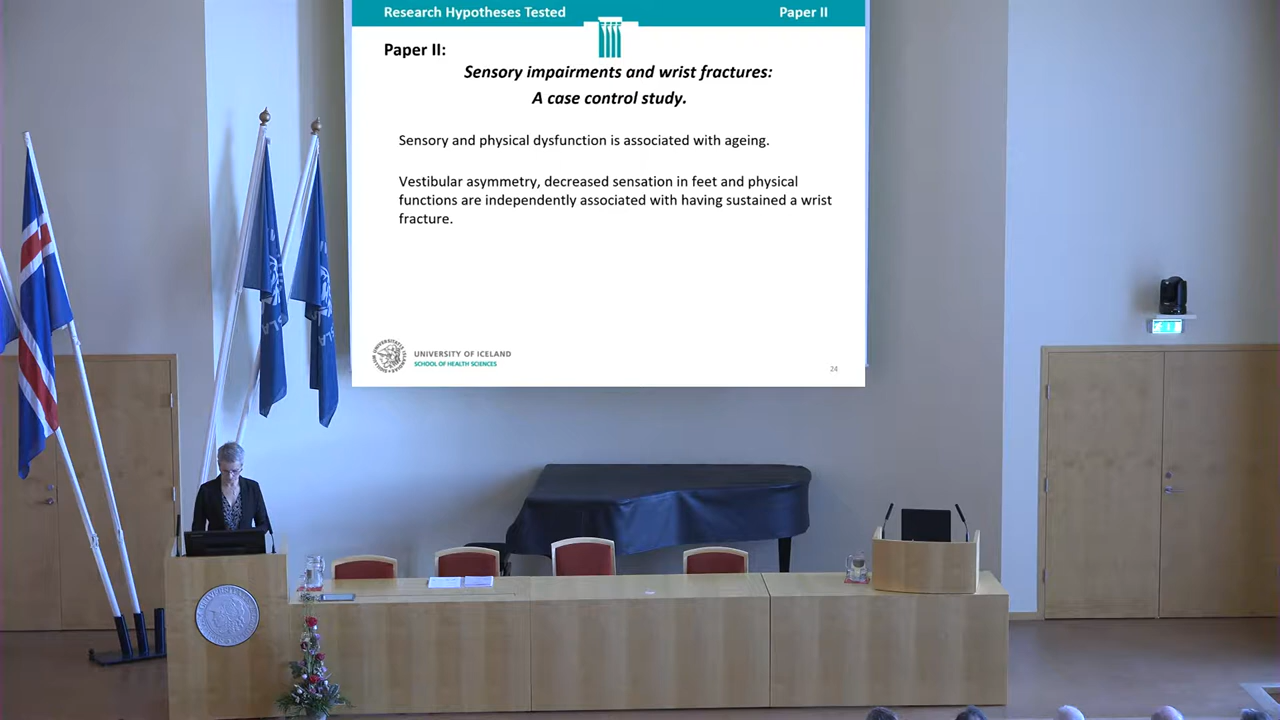 Research Hypotheses Tested
Paper II
Paper II:
Sensory impairments and wrist fractures:
A case control study.
Sensory and physical dysfunction is associated with ageing.
Vestibular asymmetry, decreased sensation in feet and physical
functions are independently associated with having sustained a wrist
fracture.
UNIVERSITY OF ICELAND
SCHOOL OF HEALTH SCIENCES
24